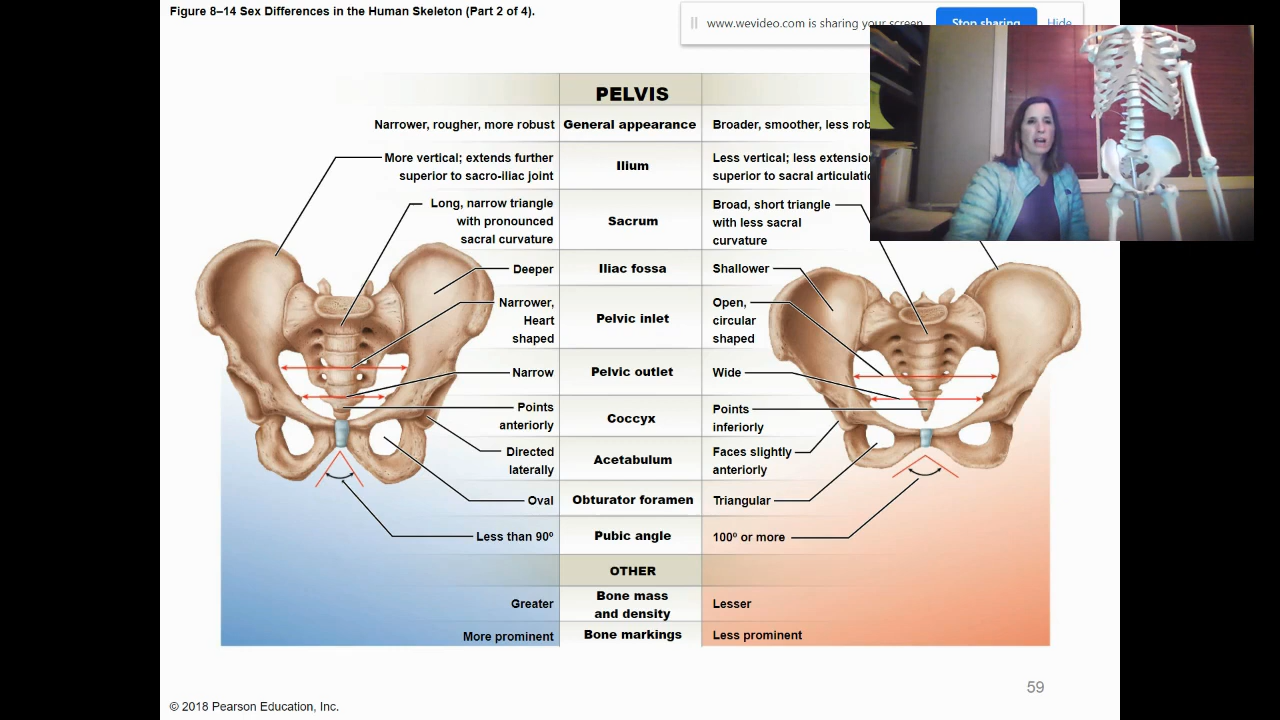 Figure 8–14 Sex Differences in the Human Skeleton (Part 2 of 4).
www.wevideo.com is sharing your screen.
Stop sharing
Hide
PELVIS
Narrower, rougher, more robust
General appearance
Broader, smoother, less
More vertical; extends further
superior to sacro-iliac joint
Ilium
Less vertical; less
superior to sacral
Long, narrow triangle
with pronounced
sacral curvature
Sacrum
Broad, short triangle
with less sacral
curvature
Deeper
Iliac fossa
Shallower
Narrower,
Heart
shaped
Pelvic inlet
Open,
circular
shaped
Narrow
Pelvic outlet
Wide
Points
anteriorly
Coccyx
Points
inferiorly
Directed
laterally
Acetabulum
Faces slightly
anteriorly
Oval
Obturator foramen
Triangular
Less than 90º
Pubic angle
100º or more
OTHER
Greater
Bone mass
and density
Lesser
More prominent
Bone markings
Less prominent
59
© 2018 Pearson Education, Inc.